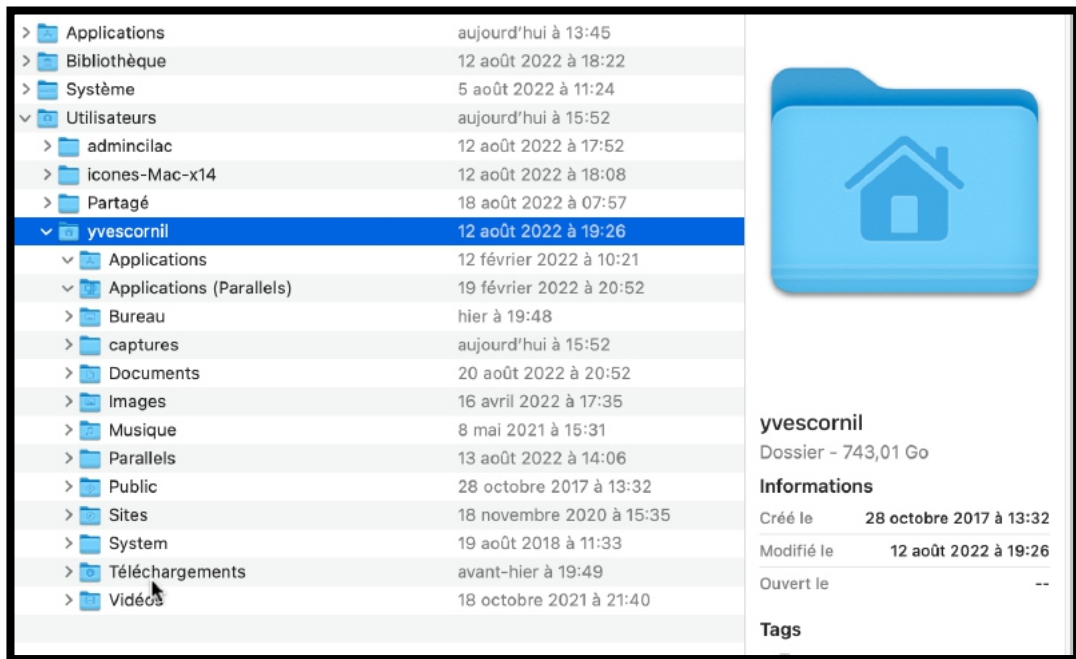 Applications aujourd'hui à 13:45
Bibliothèque 12 août 2022 à 18:22
Système 5 août 2022 à 11:24
Utilisateurs aujourd'hui à 15:52
admincilac 12 août 2022 à 17:52
icones-Mac-x14 12 août 2022 à 18:08
Partagé 18 août 2022 à 07:57
yvescornil 12 août 2022 à 19:26
Applications 12 février 2022 à 10:21
Applications (Parallels) 19 février 2022 à 20:52
Bureau hier à 19:48
captures aujourd'hui à 15:52
Documents 20 août 2022 à 20:52
Images 16 avril 2022 à 17:35
Musique 8 mai 2021 à 15:31
Parallels 13 août 2022 à 14:06
Public 28 octobre 2017 à 13:32
Sites 18 novembre 2020 à 15:35
System 19 août 2018 à 11:33
Téléchargements avant-hier à 19:49
Vidéos 18 octobre 2021 à 21:40
yvescornil
Dossier - 743,01 Go
Informations
Créé le 28 octobre 2017 à 13:32
Modifié le 12 août 2022 à 19:26
Ouvert le --
Tags